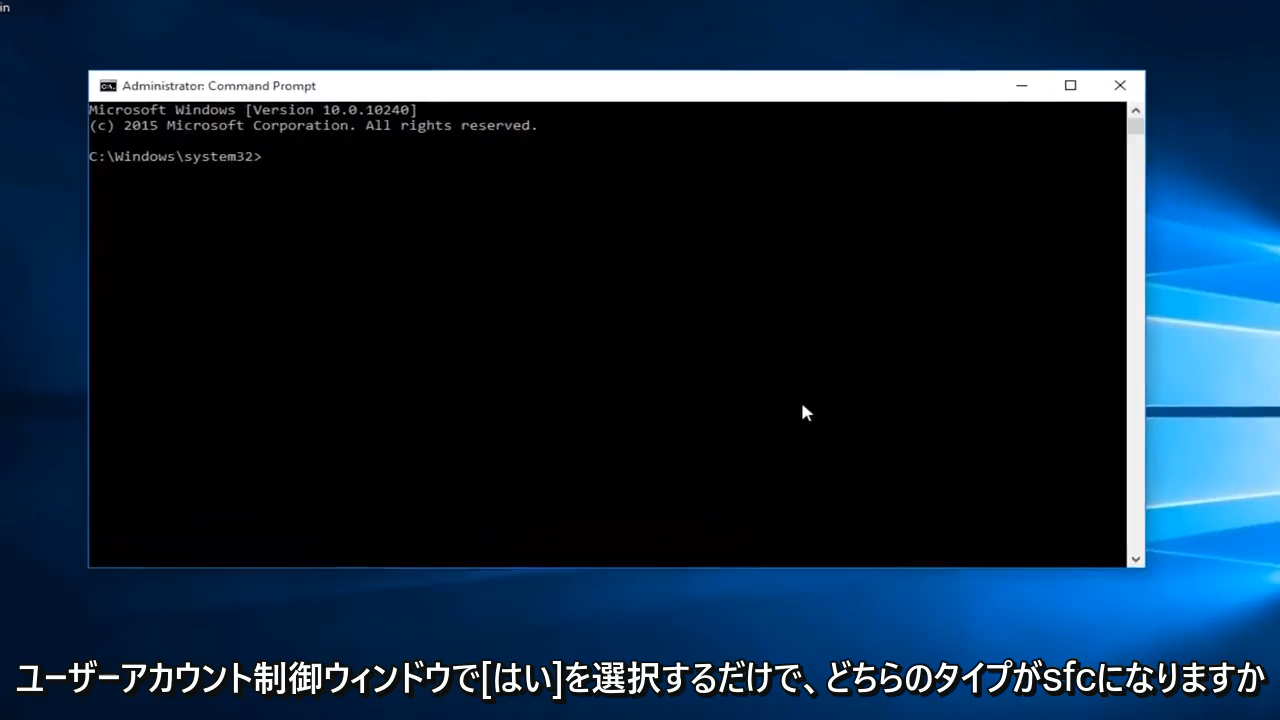 in
Administrator: Command Prompt
Microsoft Windows [Version 10.0.10240]
(c) 2015 Microsoft Corporation. All rights reserved.
C:\Windows\system32>
ユーザーアカウント制御ウィンドウで[はい]を選択するだけで、どちらのタイプがsfcになりますか